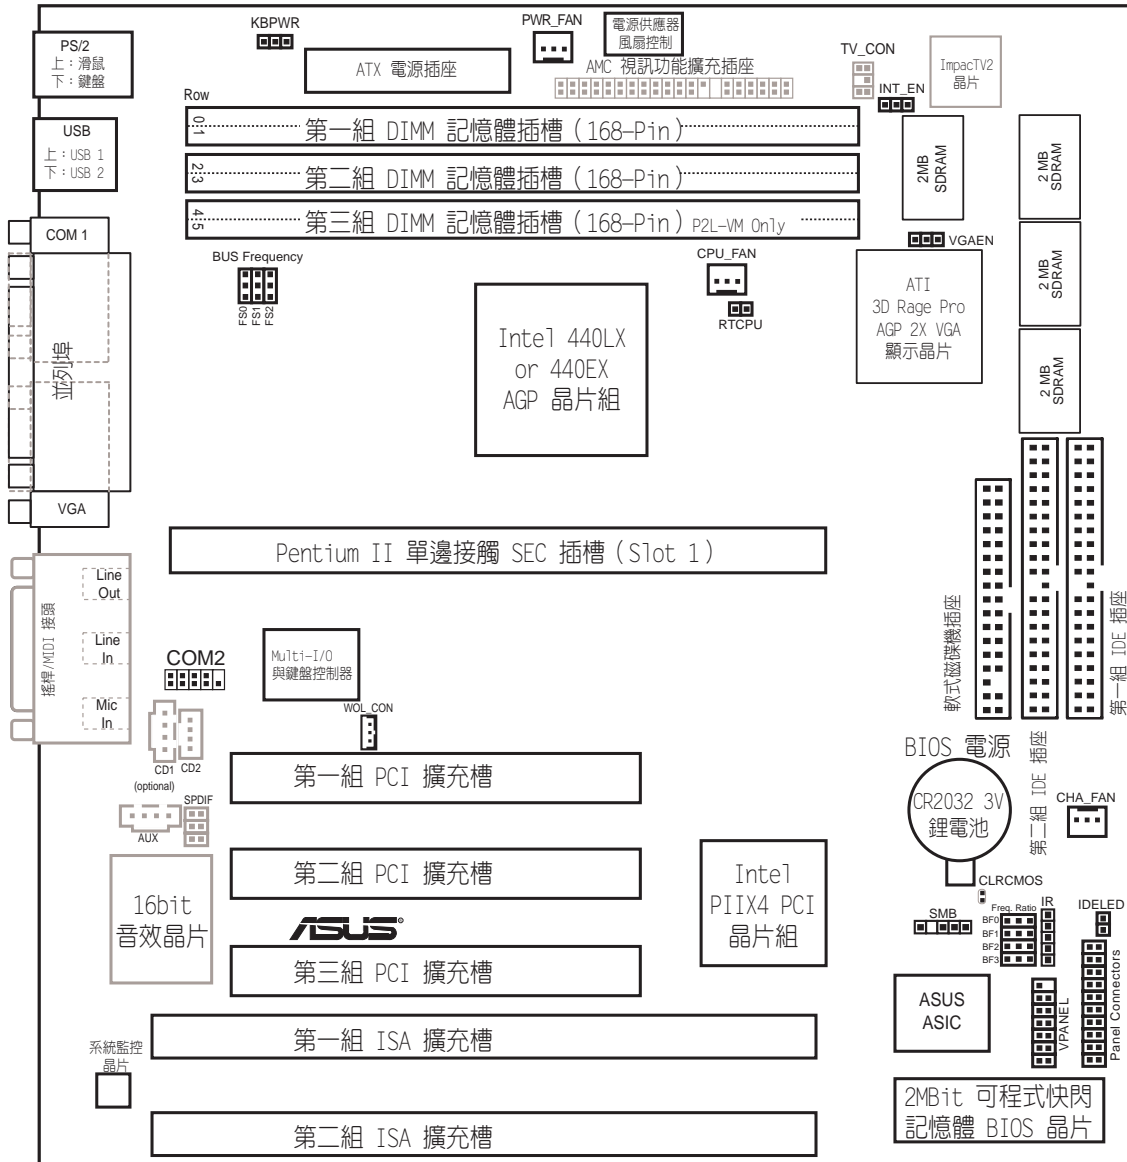 KBPWR
PWR_FAN
電源供應器
風扇控制
TV_CON
PS/2
上：滑鼠
下：鍵盤
ATX 電源插座
AMC 視訊功能擴充插座
ImpacTV2
晶片
INT_EN
Row
0 1
第一組 DIMM 記憶體插槽（168-Pin）
USB
上：USB 1
下：USB 2
2 3
第二組 DIMM 記憶體插槽（168-Pin）
2MB
SDRAM
2 MB
SDRAM
4 5
第三組 DIMM 記憶體插槽（168-Pin）P2L-VM Only
COM 1
BUS Frequency
FS0
FS1
FS2
CPU_FAN
RTCPU
VGAEN
2 MB
SDRAM
ATI
3D Rage Pro
AGP 2X VGA
顯示晶片
Intel 440LX
or 440EX
AGP 晶片組
並列埠
2 MB
SDRAM
VGA
Pentium II 單邊接觸 SEC 插槽（Slot 1）
Line
Out
Line
In
Mic
In
搖桿/MIDI 接頭
COM2
Multi-I/O
與鍵盤控制器
軟式磁碟機插座
第一組 IDE 插座
WOL_CON
CD1
(optional)
CD2
第一組 PCI 擴充槽
BIOS 電源
CR2032 3V
鋰電池
第二組 IDE 插座
CHA_FAN
SPDIF
AUX
第二組 PCI 擴充槽
16bit
音效晶片
Intel
PIIX4 PCI
晶片組
CLRCMOS
SMB
Freq. Ratio
BF0
BF1
BF2
BF3
IR
IDELED
ASUS®
第三組 PCI 擴充槽
ASUS
ASIC
VPANEL
Panel Connectors
第一組 ISA 擴充槽
系統監控
晶片
2MBit 可程式快閃
記憶體 BIOS 晶片
第二組 ISA 擴充槽